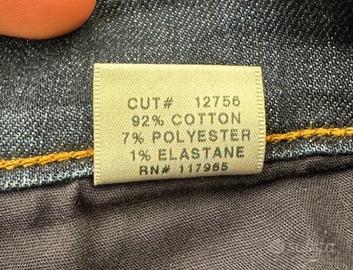 CUT# 12756
92% COTTON
7% POLYESTER
1% ELASTANE
RN# 117965